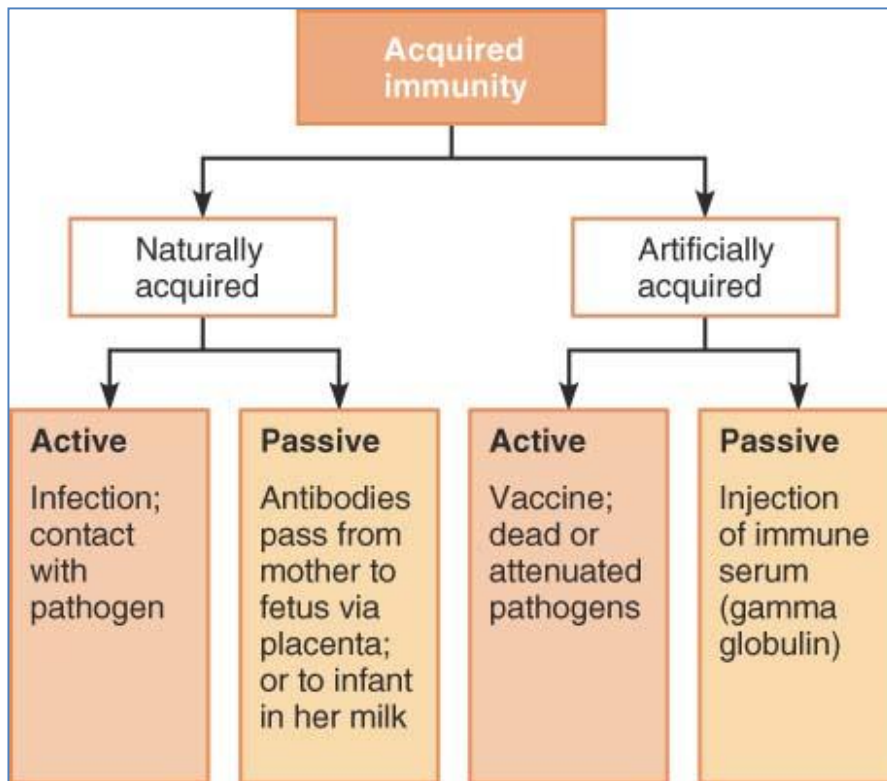 Acquired
immunity
Naturally
acquired
Artificially
acquired
Active
Infection;
contact
with
pathogen
Passive
Antibodies
pass from
mother to
fetus via
placenta;
or to infant
in her milk
Active
Vaccine;
dead or
attenuated
pathogens
Passive
Injection
of immune
serum
(gamma
globulin)